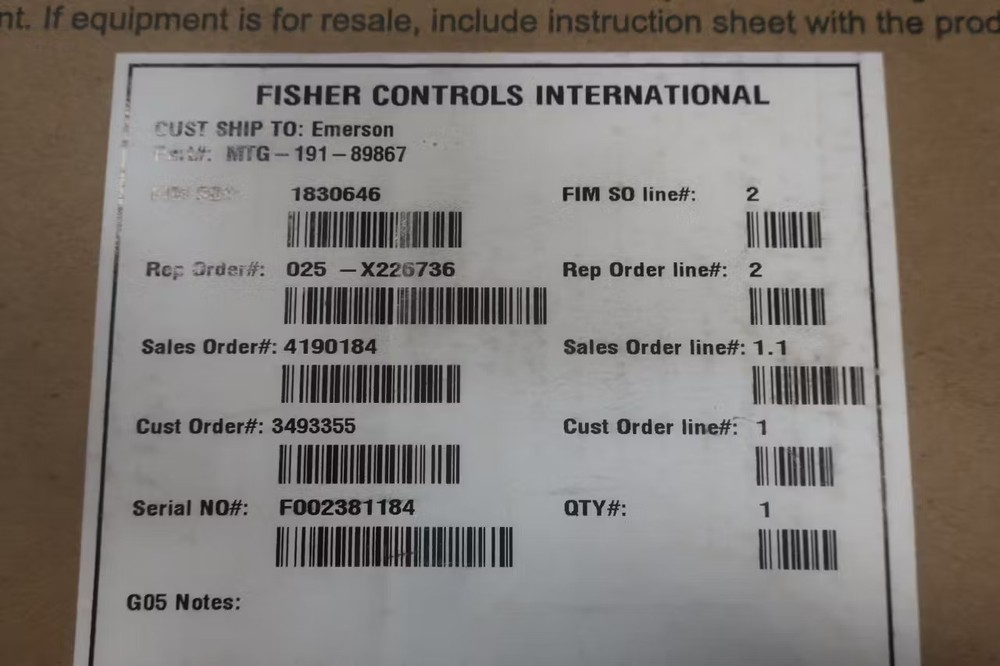 nt. If equipment is for resale, include instruction sheet with the prod
FISHER CONTROLS INTERNATIONAL
CUST SHIP TO: Emerson
Part#: MTG-191-89867
1830646 FIM SO line#: 2
Rep Order#: 025 -X226736 Rep Order line#: 2
Sales Order#: 4190184 Sales Order line#: 1.1
Cust Order#: 3493355 Cust Order line#: 1
Serial NO#: F002381184 QTY#: 1
G05 Notes: